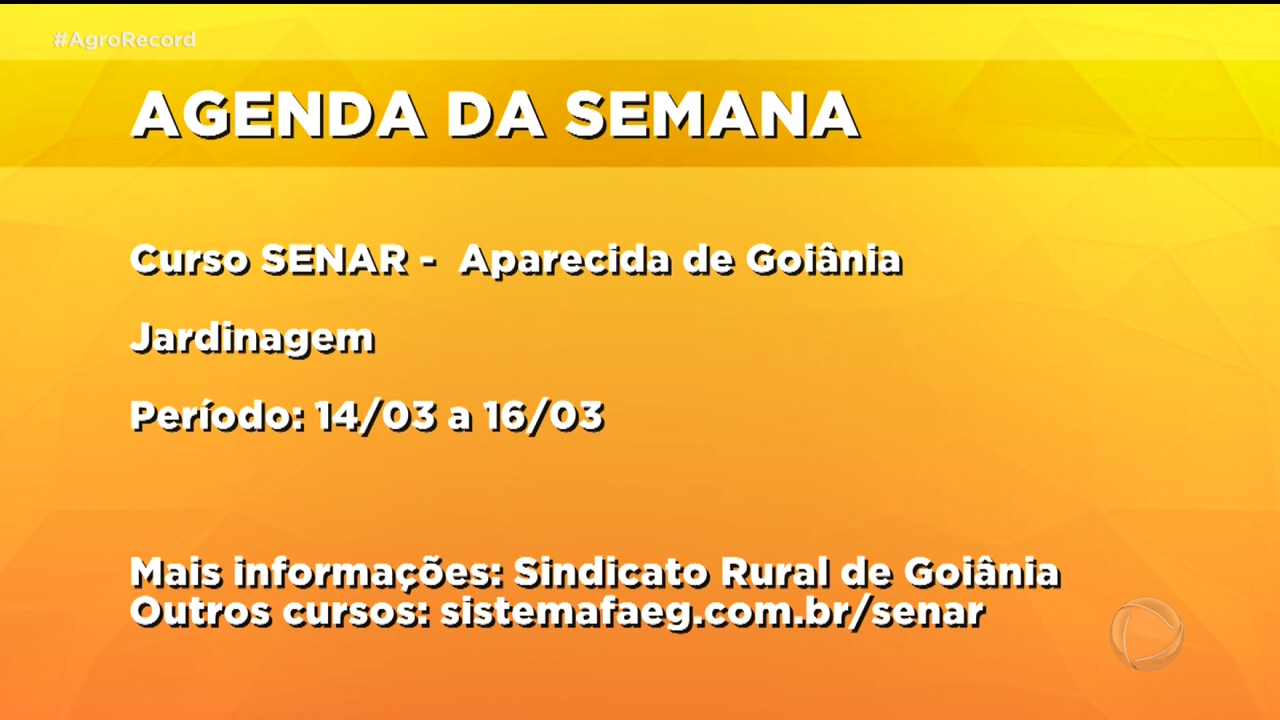 #AgroRecord
AGENDA DA SEMANA
Curso SENAR - Aparecida de Goiânia
Jardinagem
Período: 14/03 a 16/03
Mais informações: Sindicato Rural de Goiânia
Outros cursos: sistemafaeg.com.br/senar